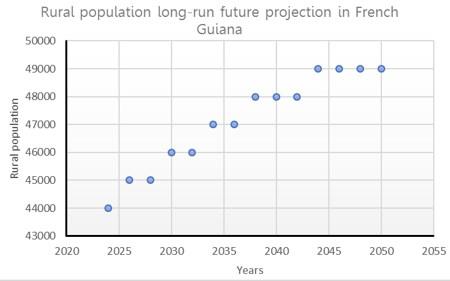 Rural population long-run future projection in French
Guiana
50000
49000
48000
47000
46000
45000
44000
43000
Rural population
2020 2025 2030 2035 2040 2045 2050 2055
Years